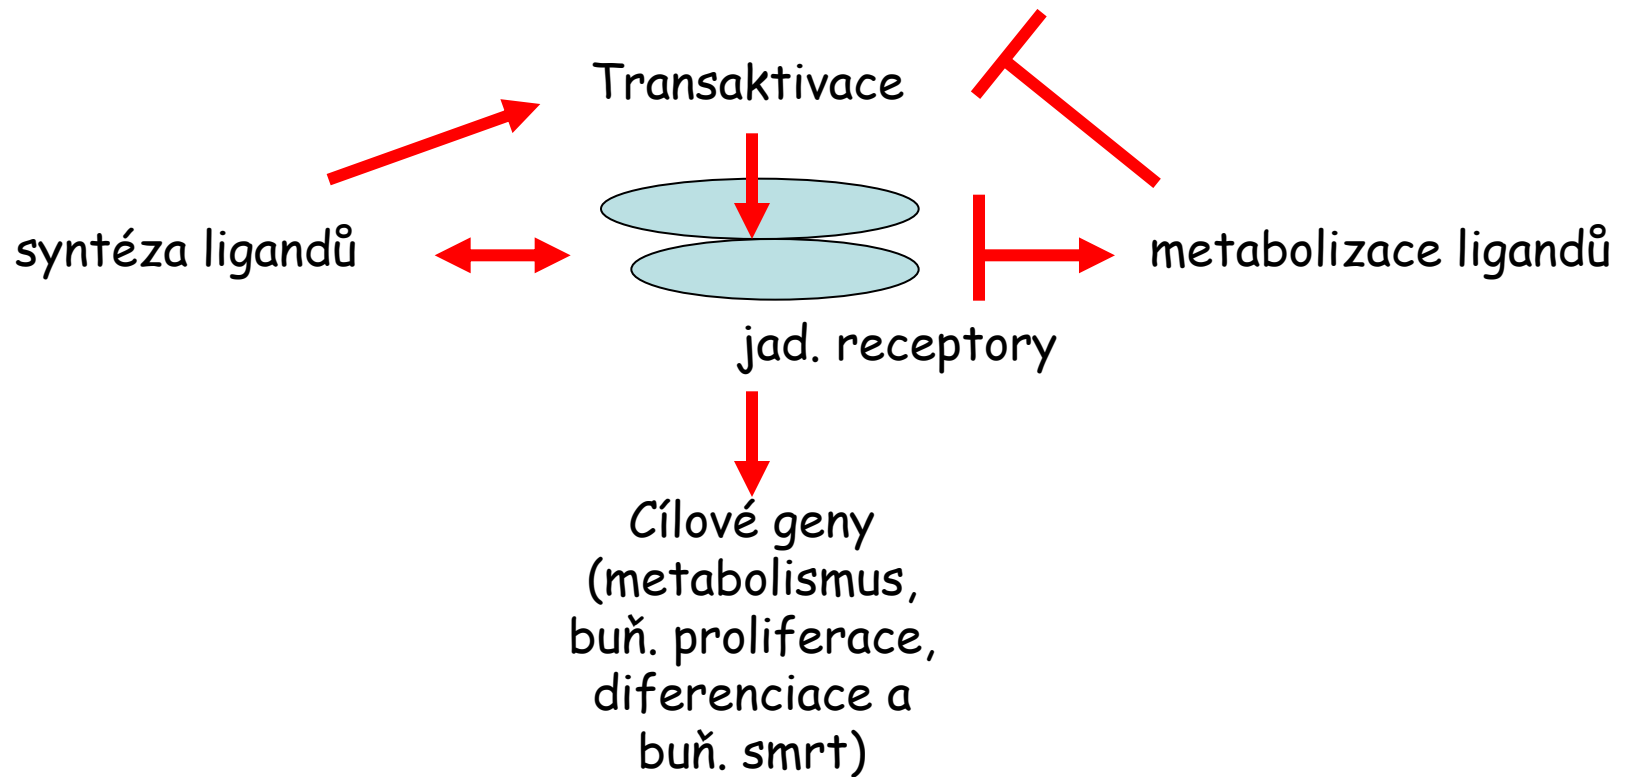 Transaktivace
syntéza ligandů
metabolizace ligandů
jad. receptory
Cílové geny
(metabolismus,
buň. proliferace,
diferenciace a
buň. smrt)